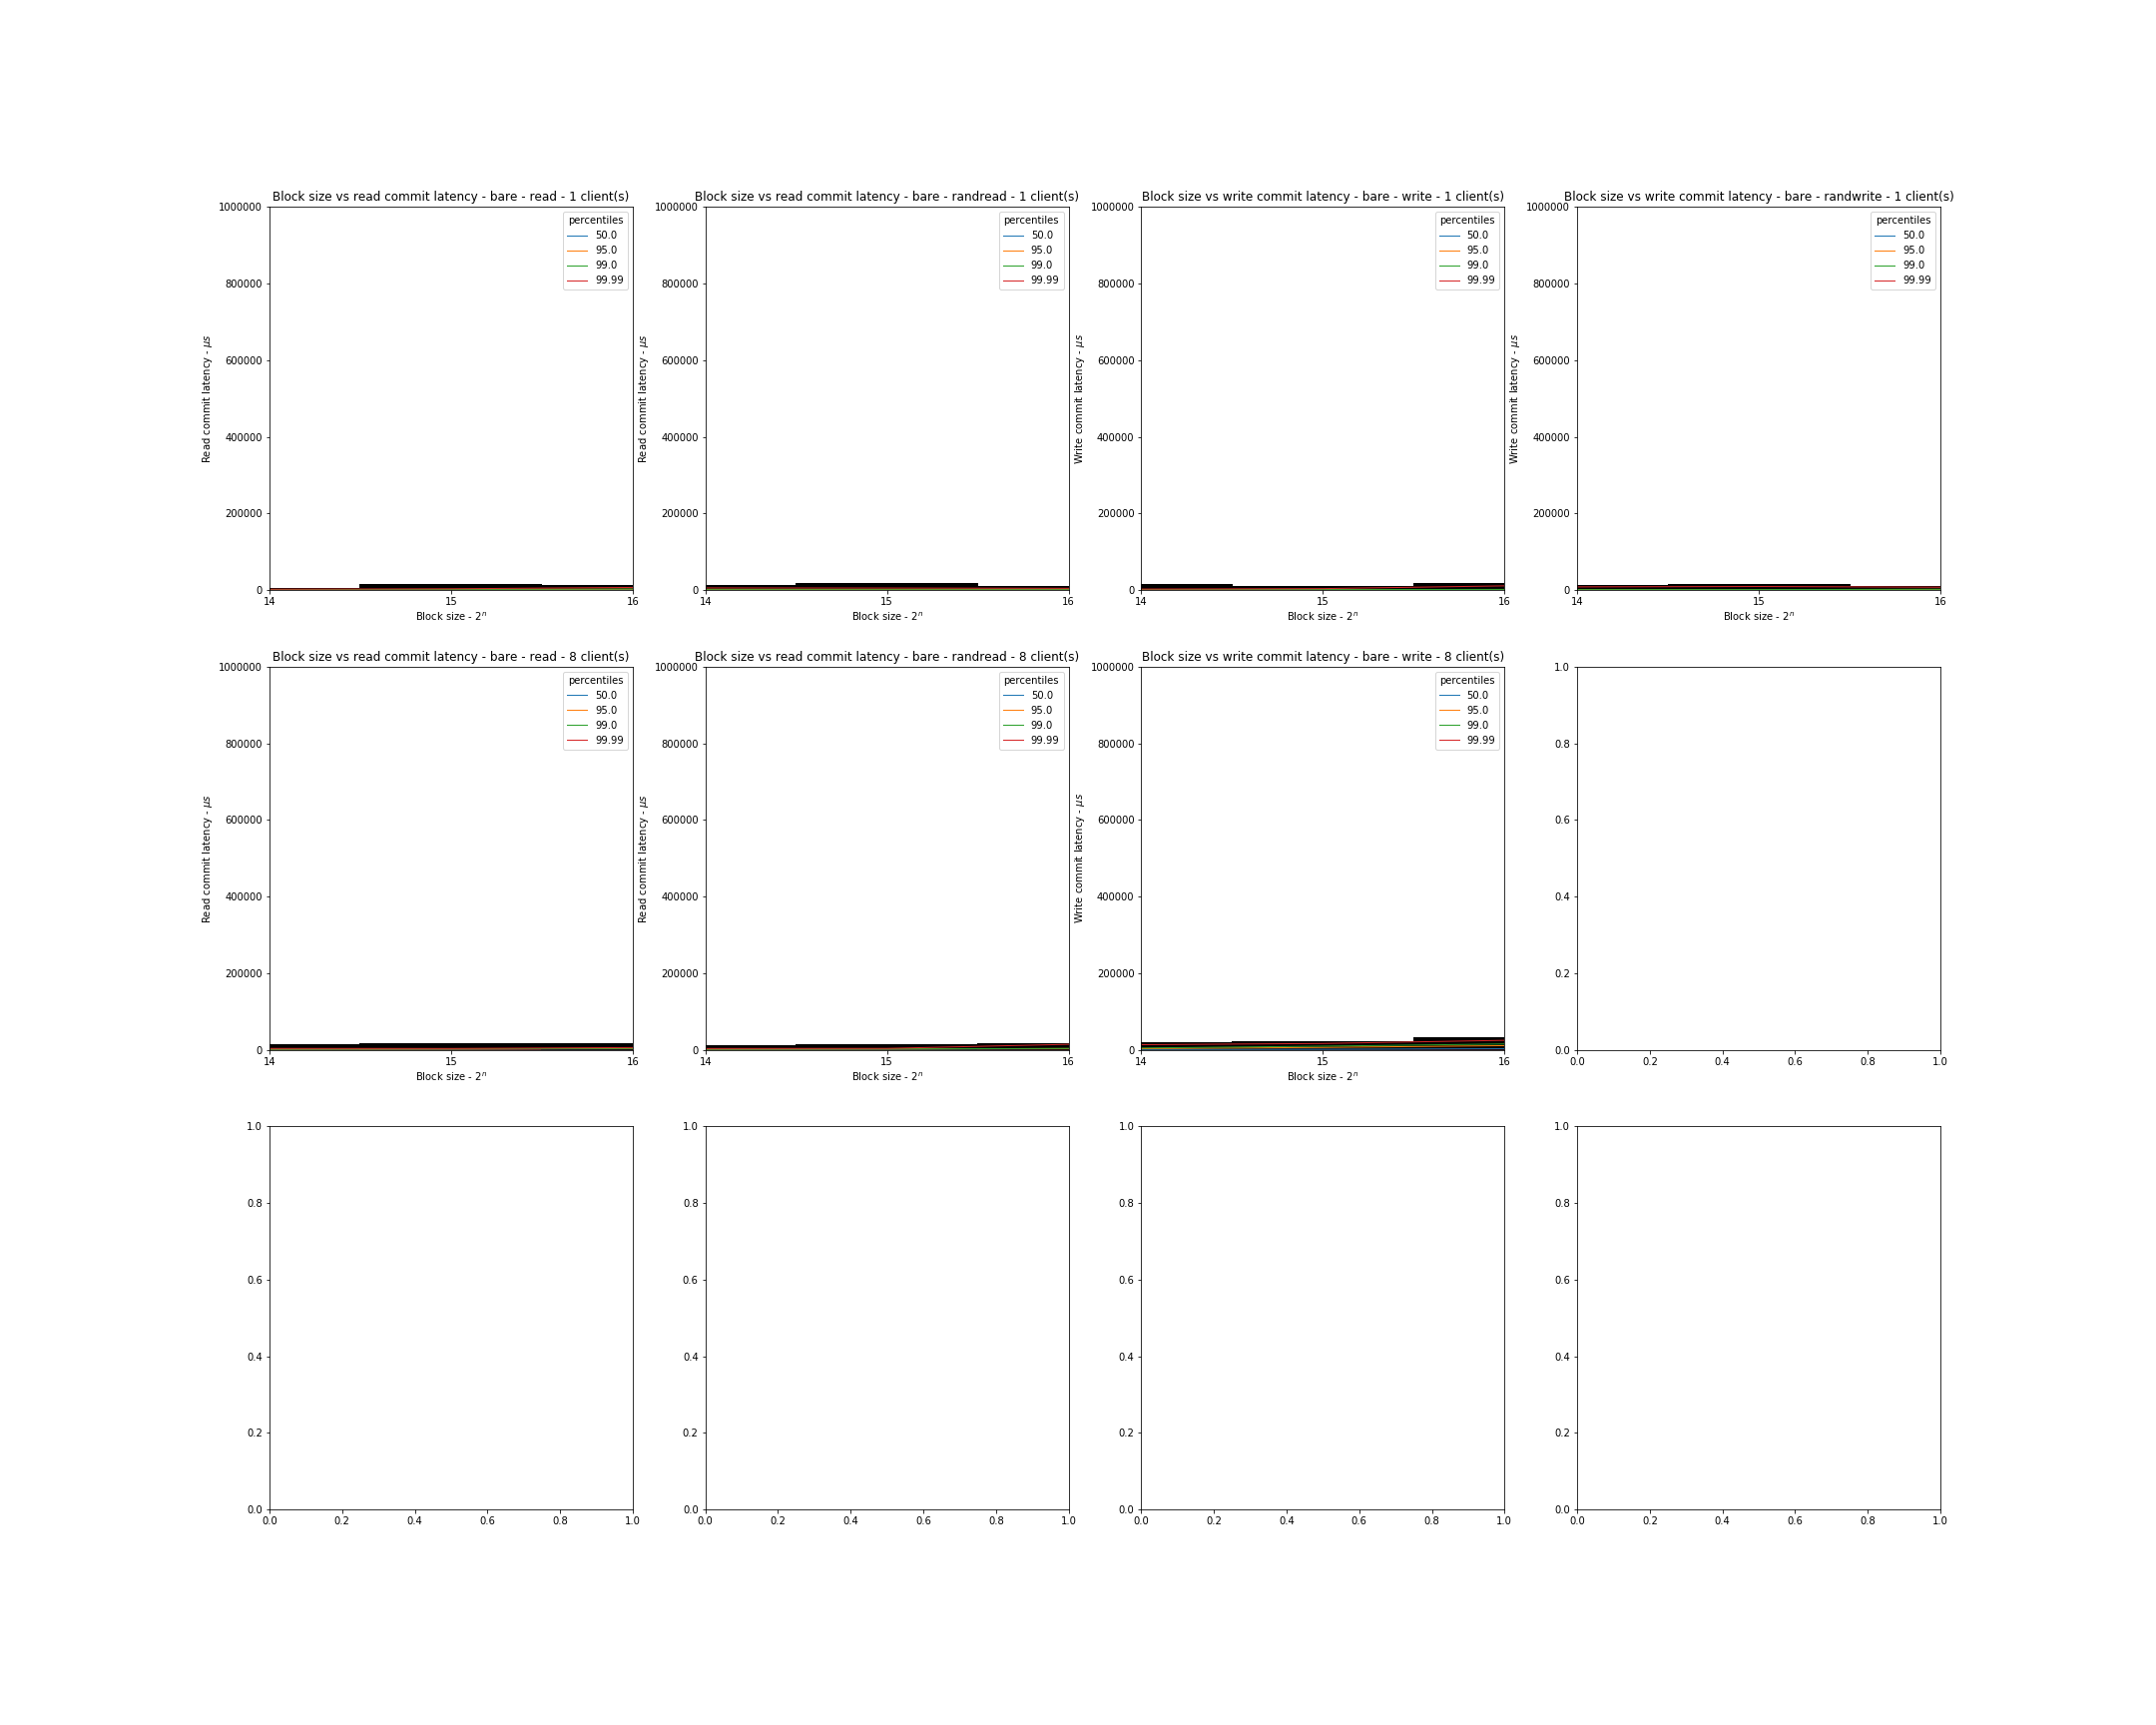 Block size vs read commit latency - bare - read - 1 client(s)
1000000
800000
600000
400000
200000
0
Read commit latency - μs
percentiles
50.0
95.0
99.0
99.99
14 15 16
Block size - 2ⁿ
Block size vs read commit latency - bare - randread - 1 client(s)
1000000
800000
600000
400000
200000
0
Read commit latency - μs
percentiles
50.0
95.0
99.0
99.99
14 15 16
Block size - 2ⁿ
Block size vs write commit latency - bare - write - 1 client(s)
1000000
800000
600000
400000
200000
0
Write commit latency - μs
percentiles
50.0
95.0
99.0
99.99
14 15 16
Block size - 2ⁿ
Block size vs write commit latency - bare - randwrite - 1 client(s)
1000000
800000
600000
400000
200000
0
Write commit latency - μs
percentiles
50.0
95.0
99.0
99.99
14 15 16
Block size - 2ⁿ
Block size vs read commit latency - bare - read - 8 client(s)
1000000
800000
600000
400000
200000
0
Read commit latency - μs
percentiles
50.0
95.0
99.0
99.99
14 15 16
Block size - 2ⁿ
Block size vs read commit latency - bare - randread - 8 client(s)
1000000
800000
600000
400000
200000
0
Read commit latency - μs
percentiles
50.0
95.0
99.0
99.99
14 15 16
Block size - 2ⁿ
Block size vs write commit latency - bare - write - 8 client(s)
1000000
800000
600000
400000
200000
0
Write commit latency - μs
percentiles
50.0
95.0
99.0
99.99
14 15 16
Block size - 2ⁿ
1.0
0.8
0.6
0.4
0.2
0.0
0.0 0.2 0.4 0.6 0.8 1.0
1.0
0.8
0.6
0.4
0.2
0.0
0.0 0.2 0.4 0.6 0.8 1.0
1.0
0.8
0.6
0.4
0.2
0.0
0.0 0.2 0.4 0.6 0.8 1.0
1.0
0.8
0.6
0.4
0.2
0.0
0.0 0.2 0.4 0.6 0.8 1.0
1.0
0.8
0.6
0.4
0.2
0.0
0.0 0.2 0.4 0.6 0.8 1.0